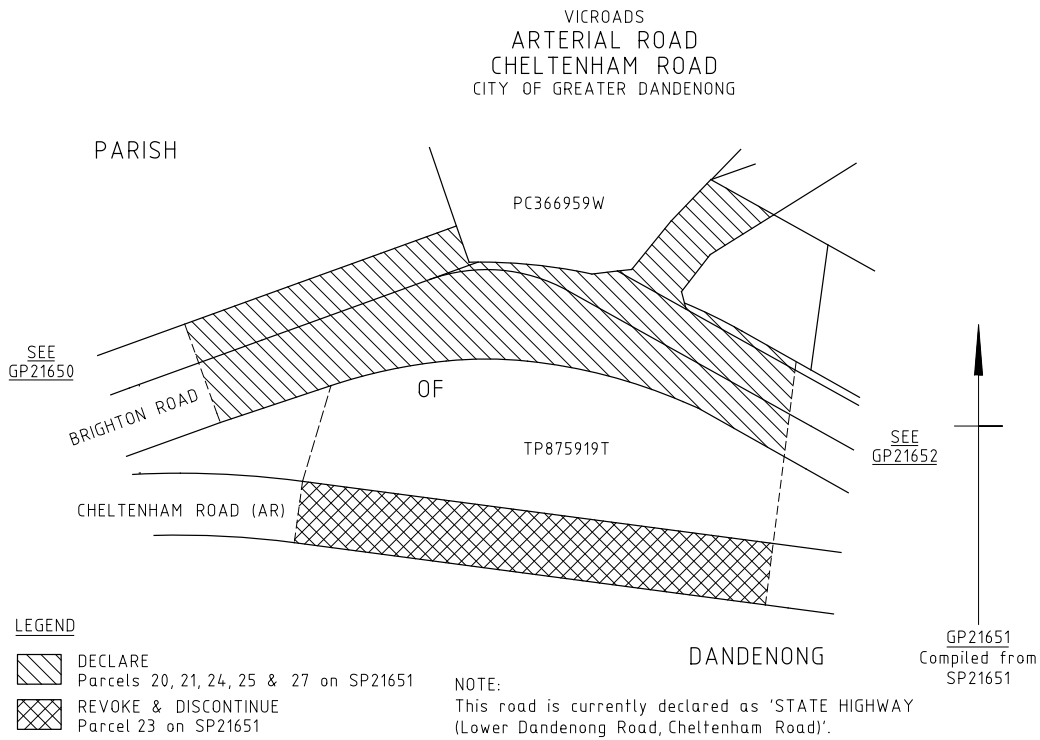 VICROADS
ARTERIAL ROAD
CHELTENHAM ROAD
CITY OF GREATER DANDENONG
PARISH
PC366959W
SEE
GP21650
BRIGHTON ROAD
OF
TP875919T
SEE
GP21652
CHELTENHAM ROAD (AR)
DANDENONG
GP21651
Compiled from
SP21651
LEGEND
DECLARE
Parcels 20, 21, 24, 25 & 27 on SP21651
REVOKE & DISCONTINUE
Parcel 23 on SP21651
NOTE:
This road is currently declared as 'STATE HIGHWAY
(Lower Dandenong Road, Cheltenham Road)'.